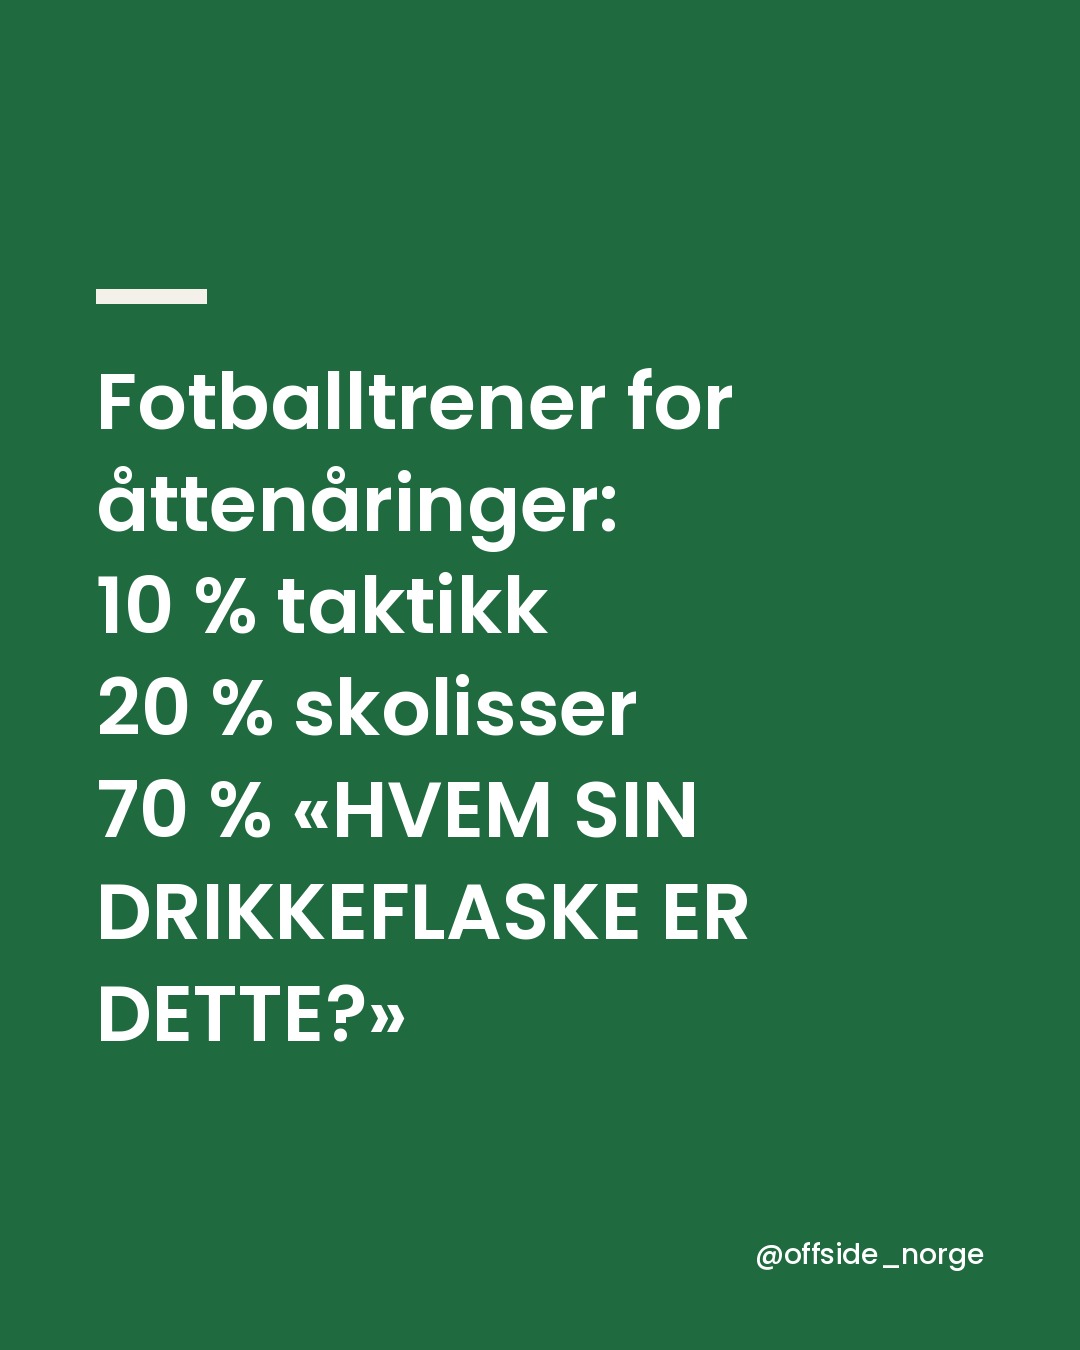 Fotballtrener for
åttenåringer:
10 % taktikk
20 % skolisser
70 % «HVEM SIN
DRIKKEFLASKE ER
DETTE?»
@offside_norge